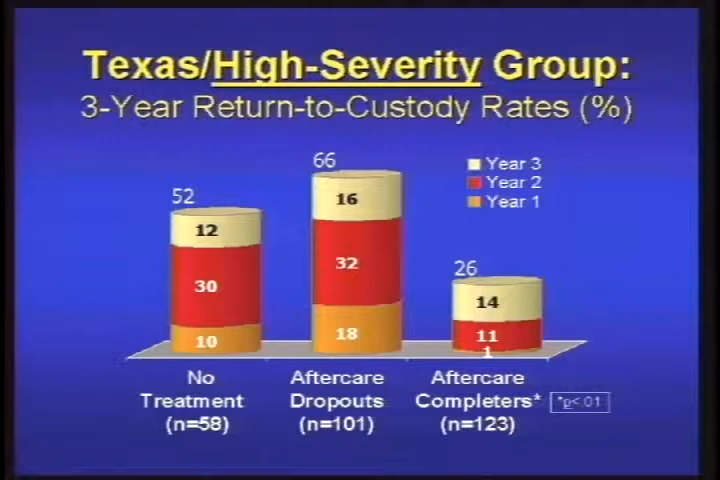 Texas/High-Severity Group:
3-Year Return-to-Custody Rates (%)
66
52
26
Year 3
Year 2
Year 1
12
30
10
16
32
18
14
11
1
No
Treatment
(n=58)
Aftercare
Dropouts
(n=101)
Aftercare
Completers*
(n=123)
*p<.01